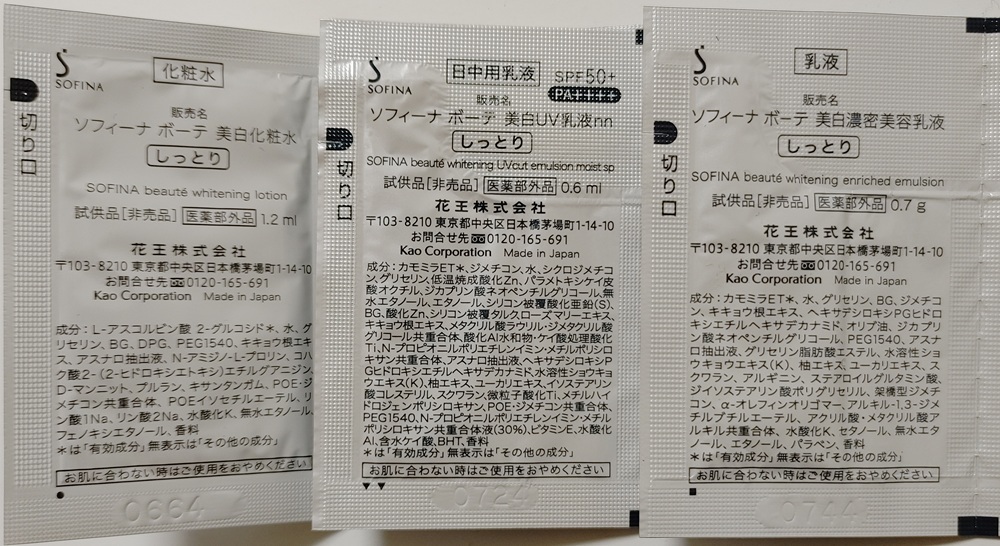 SOFINA
化粧水
販売名
ソフィーナ ボーテ 美白化粧水
しっとり
SOFINA beauté whitening lotion
試供品[非売品] 医薬部外品 1.2 ml
花王株式会社
〒103-8210 東京都中央区日本橋茅場町1-14-10
お問合せ先 0120-165-691
Kao Corporation Made in Japan
成分：L-アスコルビン酸 2-グルコシド*、水、グ
リセリン、BG、DPG、PEG1540、キキョウ根エキ
ス、アスナロ抽出液、N-アミジノ-L-プロリン、コハ
ク酸2-(2-ヒドロキシエトキシ)エチルグアニジン、
D-マンニット、プルラン、キサンタンガム、POE・ジ
メチコン共重合体、POEイソセチルエーテル、リ
ン酸1Na、リン酸2Na、水酸化K、無水エタノール、
フェノキシエタノール、香料
*は「有効成分」無表示は「その他の成分」
お肌に合わない時はご使用をおやめください
切り口
0664
SOFINA
日中用乳液 SPF50+
PA++++
販売名
ソフィーナ ボーテ 美白UV乳液nn
しっとり
SOFINA beauté whitening UVcut emulsion moist sp
試供品[非売品] 医薬部外品 0.6 ml
花王株式会社
〒103-8210 東京都中央区日本橋茅場町1-14-10
お問合せ先 0120-165-691
Kao Corporation Made in Japan
成分：カモミラET*、ジメチコン、水、シクロジメチコ
ン、グリセリン、低温焼成酸化Zn、パラメトキシケイ皮
酸オクチル、ジカプリン酸ネオペンチルグリコール、無
水エタノール、エタノール、シリコン被覆酸化亜鉛(S)、
BG、酸化Zn、シリコン被覆タルク、ローズマリーエキス、
キキョウ根エキス、メタクリル酸ラウリル・ジメタクリル酸
グリコール共重合体、酸化Al水和物・ケイ酸処理酸化
Ti、N-プロピオニルポリエチレンイミン・メチルポリシロ
キサン共重合体、アスナロ抽出液、ヘキサデシロキシP
Gヒドロキシエチルヘキサデカナミド、水溶性ショウキョ
ウエキス(K)、柚エキス、ユーカリエキス、イソステアリン
酸コレステリル、スクワラン、微粒子酸化Ti、メチルハイ
ドロジェンポリシロキサン、POE・ジメチコン共重合体、
PEG1540、N-プロピオニルポリエチレンイミン・メチル
ポリシロキサン共重合体液(30%)、ビタミンE、水酸化
Al、含水ケイ酸、BHT、香料
*は「有効成分」無表示は「その他の成分」
お肌に合わない時はご使用をおやめください
切り口
0724
SOFINA
乳液
販売名
ソフィーナ ボーテ 美白濃密美容乳液
しっとり
SOFINA beauté whitening enriched emulsion
試供品[非売品] 医薬部外品 0.7 g
花王株式会社
〒103-8210 東京都中央区日本橋茅場町1-14-10
お問合せ先 0120-165-691
Kao Corporation Made in Japan
成分：カモミラET*、水、グリセリン、BG、ジメチコ
ン、キキョウ根エキス、ヘキサデシロキシPGヒドロ
キシエチルヘキサデカナミド、オリブ油、ジカプリ
ン酸ネオペンチルグリコール、PEG1540、アスナ
ロ抽出液、グリセリン脂肪酸エステル、水溶性ショ
ウキョウエキス(K)、柚エキス、ユーカリエキス、ス
クワラン、アルギニン、ステアロイルグルタミン酸、
ジイソステアリン酸ポリグリセリル、架橋型ジメチ
コン、α-オレフィンオリゴマー、アルキル-1,3-ジメ
チルブチルエーテル、アクリル酸・メタクリル酸ア
ルキル共重合体、水酸化K、セタノール、無水エタ
ノール、エタノール、パラベン、香料
*は「有効成分」無表示は「その他の成分」
お肌に合わない時はご使用をおやめください
切り口
0744